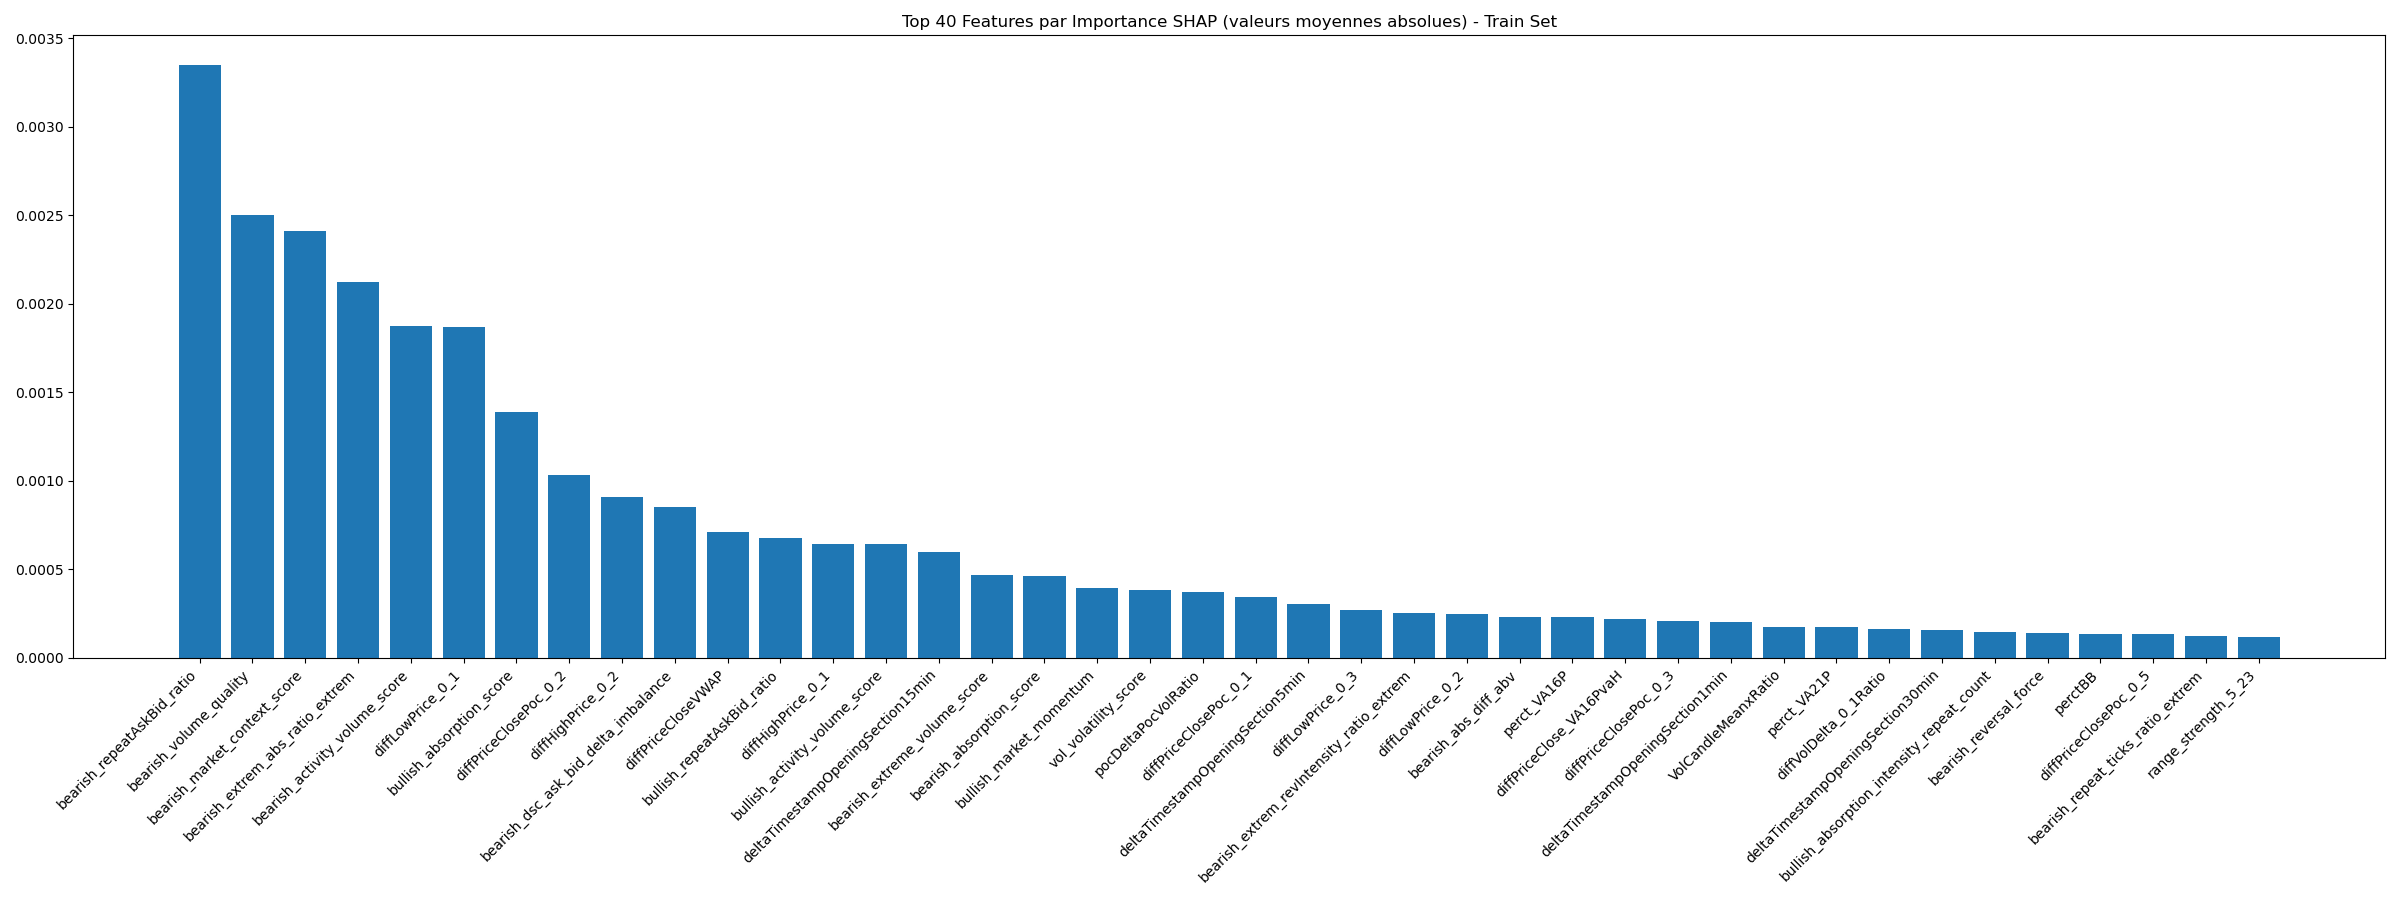 Top 40 Features par Importance SHAP (valeurs moyennes absolues) - Train Set
0.0035
0.0030
0.0025
0.0020
0.0015
0.0010
0.0005
0.0000
bearish_repeatAskBid_ratio
bearish_volume_quality
bearish_market_context_score
bearish_extrem_abs_ratio_extrem
bearish_activity_volume_score
diffLowPrice_0_1
bullish_absorption_score
diffPriceClosePoc_0_2
diffHighPrice_0_2
bearish_dsc_ask_bid_delta_imbalance
diffPriceCloseVWAP
bullish_repeatAskBid_ratio
diffHighPrice_0_1
bullish_activity_volume_score
deltaTimestampOpeningSection15min
bearish_extreme_volume_score
bearish_absorption_score
bullish_market_momentum
vol_volatility_score
pocDeltaPocVolRatio
diffPriceClosePoc_0_1
deltaTimestampOpeningSection5min
diffLowPrice_0_3
bearish_extrem_revIntensity_ratio_extrem
diffLowPrice_0_2
bearish_abs_diff_abv
perct_VA16P
diffPriceClose_VA16PvaH
diffPriceClosePoc_0_3
deltaTimestampOpeningSection1min
VolCandleMeanxRatio
perct_VA21P
diffVolDelta_0_1Ratio
deltaTimestampOpeningSection30min
bullish_absorption_intensity_repeat_count
bearish_reversal_force
perctBB
diffPriceClosePoc_0_5
bearish_repeat_ticks_ratio_extrem
range_strength_5_23